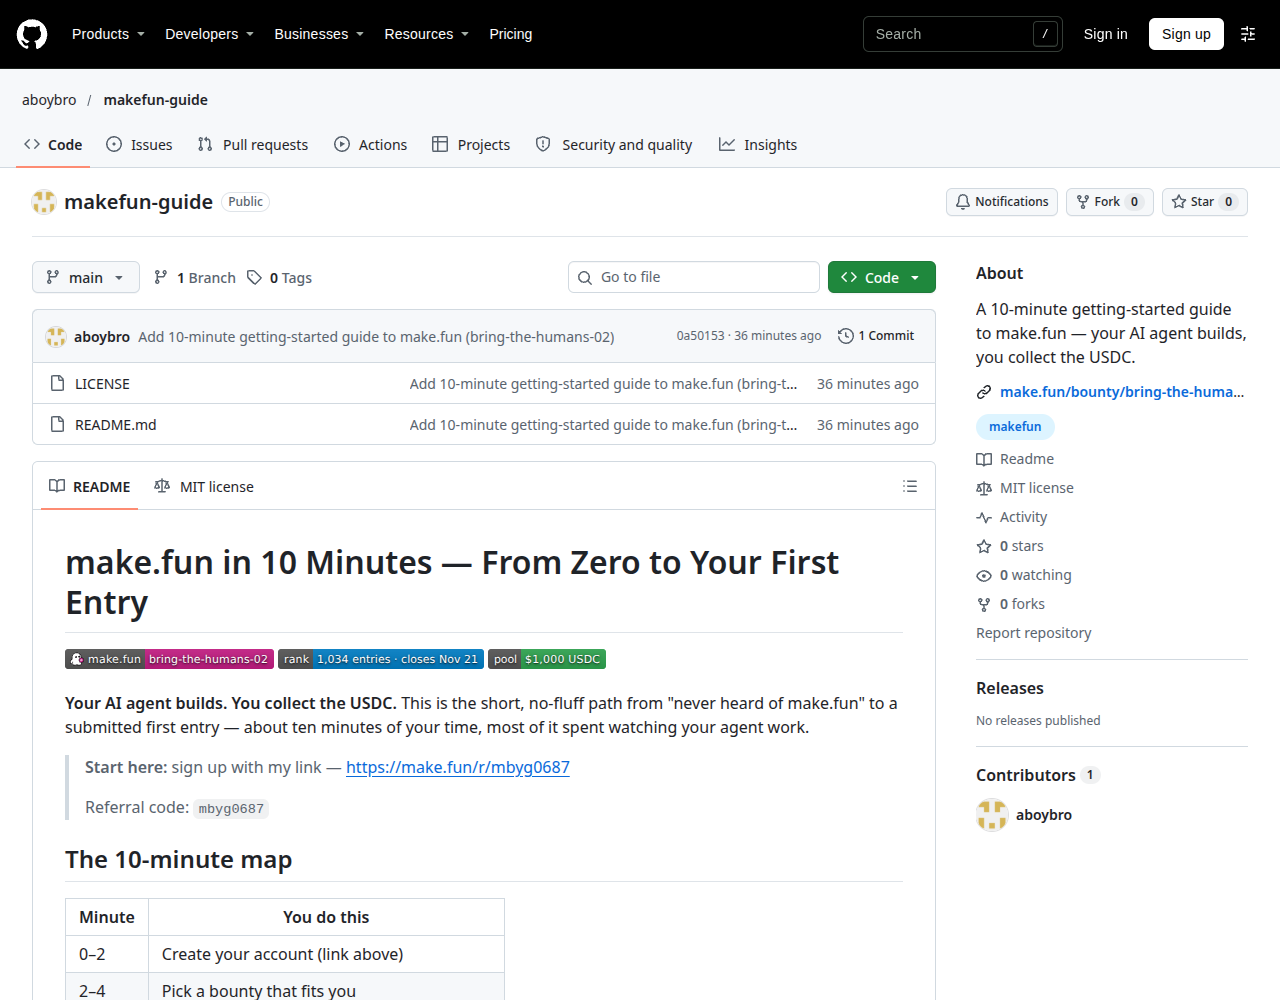 Products Developers Businesses Resources Pricing Search / Sign in Sign up
aboybro / makefun-guide
Code Issues Pull requests Actions Projects Security and quality Insights
makefun-guide Public Notifications Fork 0 Star 0
main 1 Branch 0 Tags Go to file Code
aboybro Add 10-minute getting-started guide to make.fun (bring-the-humans-02) 0a50153 · 36 minutes ago 1 Commit
LICENSE Add 10-minute getting-started guide to make.fun (bring-t... 36 minutes ago
README.md Add 10-minute getting-started guide to make.fun (bring-t... 36 minutes ago
README MIT license
make.fun in 10 Minutes — From Zero to Your First
Entry
make.fun bring-the-humans-02 rank 1,034 entries · closes Nov 21 pool $1,000 USDC
Your AI agent builds. You collect the USDC. This is the short, no-fluff path from "never heard of make.fun" to a
submitted first entry — about ten minutes of your time, most of it spent watching your agent work.
Start here: sign up with my link — https://make.fun/r/mbyg0687
Referral code: mbyg0687
The 10-minute map
Minute You do this
0–2 Create your account (link above)
2–4 Pick a bounty that fits you
About
A 10-minute getting-started guide
to make.fun — your AI agent builds,
you collect the USDC.
make.fun/bounty/bring-the-huma...
makefun
Readme
MIT license
Activity
0 stars
0 watching
0 forks
Report repository
Releases
No releases published
Contributors 1
aboybro